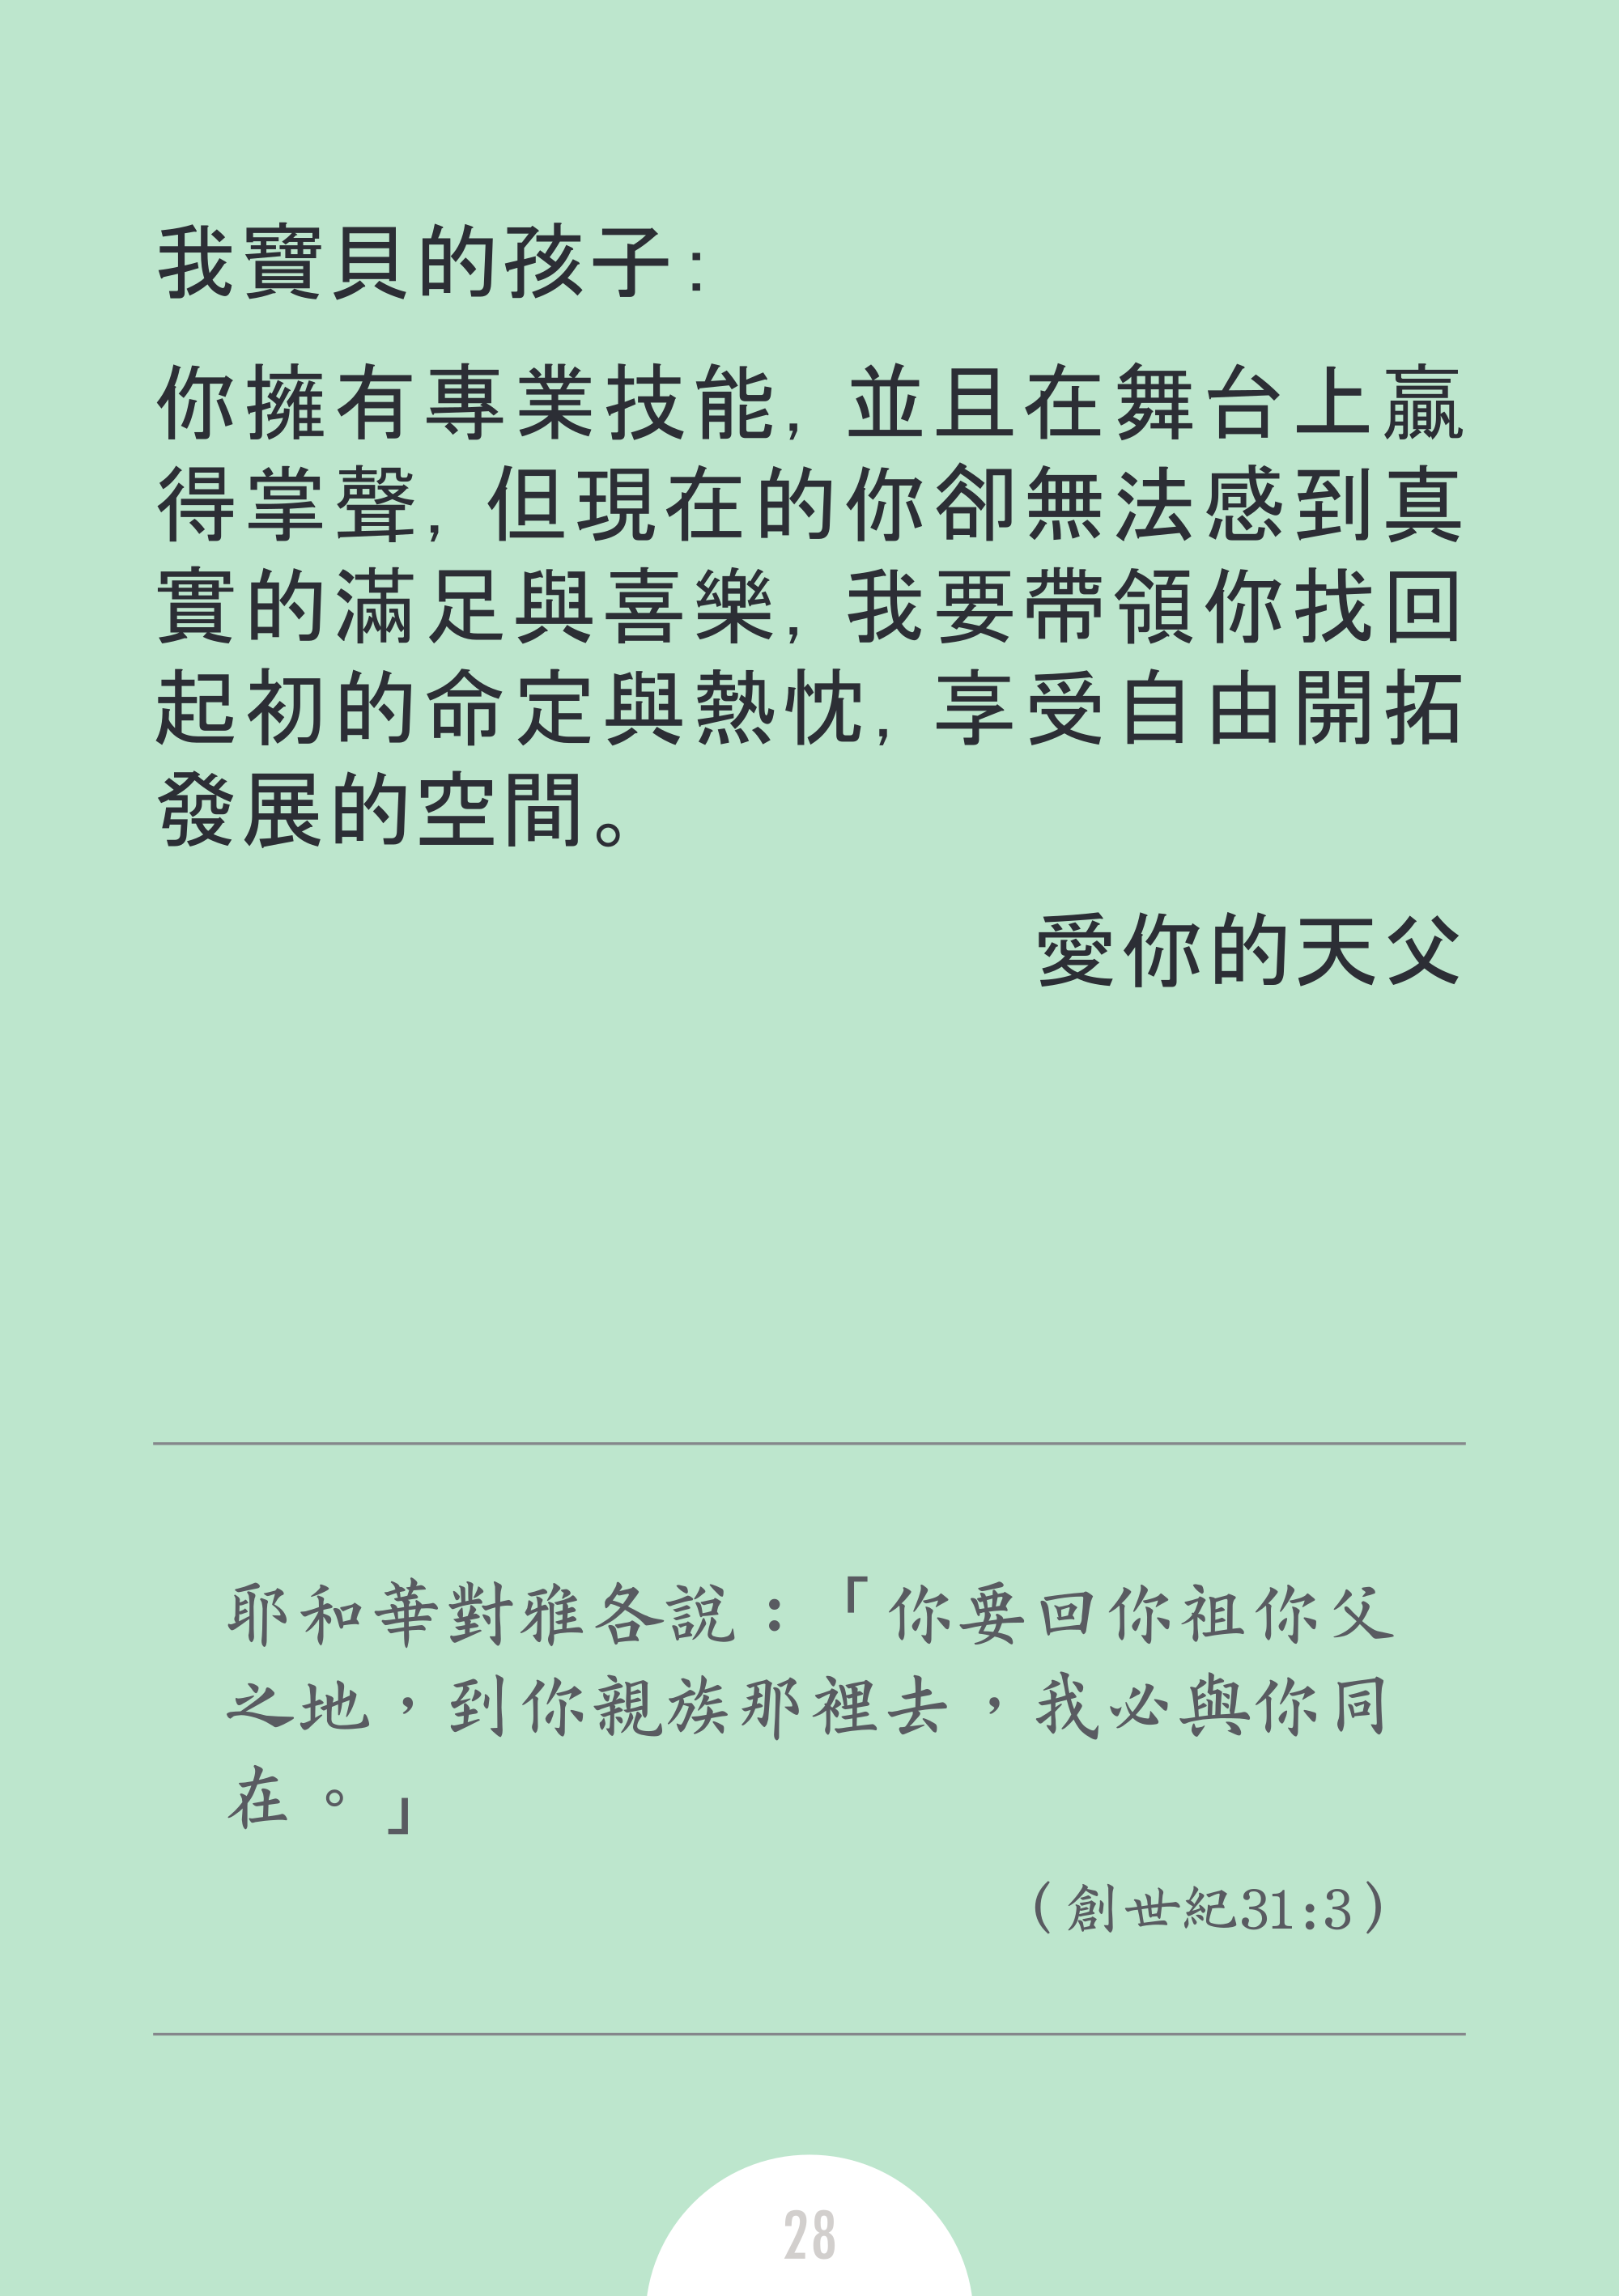 我寶貝的孩子：
你擁有專業技能，並且在舞台上贏
得掌聲，但現在的你卻無法感到真
實的滿足與喜樂，我要帶領你找回
起初的命定與熱忱，享受自由開拓
發展的空間。
愛你的天父
耶和華對雅各說：「你要回你祖你父
之地，到你親族那裡去，我必與你同
在。」
（創世紀31:3）
28